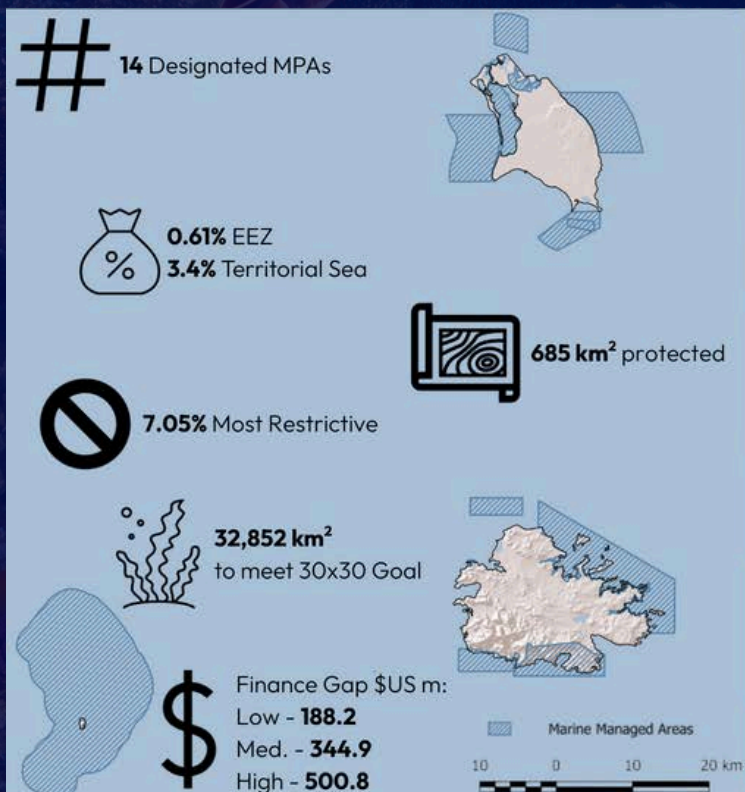 14 Designated MPAs
0.61% EEZ
3.4% Territorial Sea
685 km² protected
7.05% Most Restrictive
32,852 km²
to meet 30x30 Goal
Finance Gap $US m:
Low - 188.2
Med. - 344.9
High - 500.8
Marine Managed Areas
10 0 10 20 km